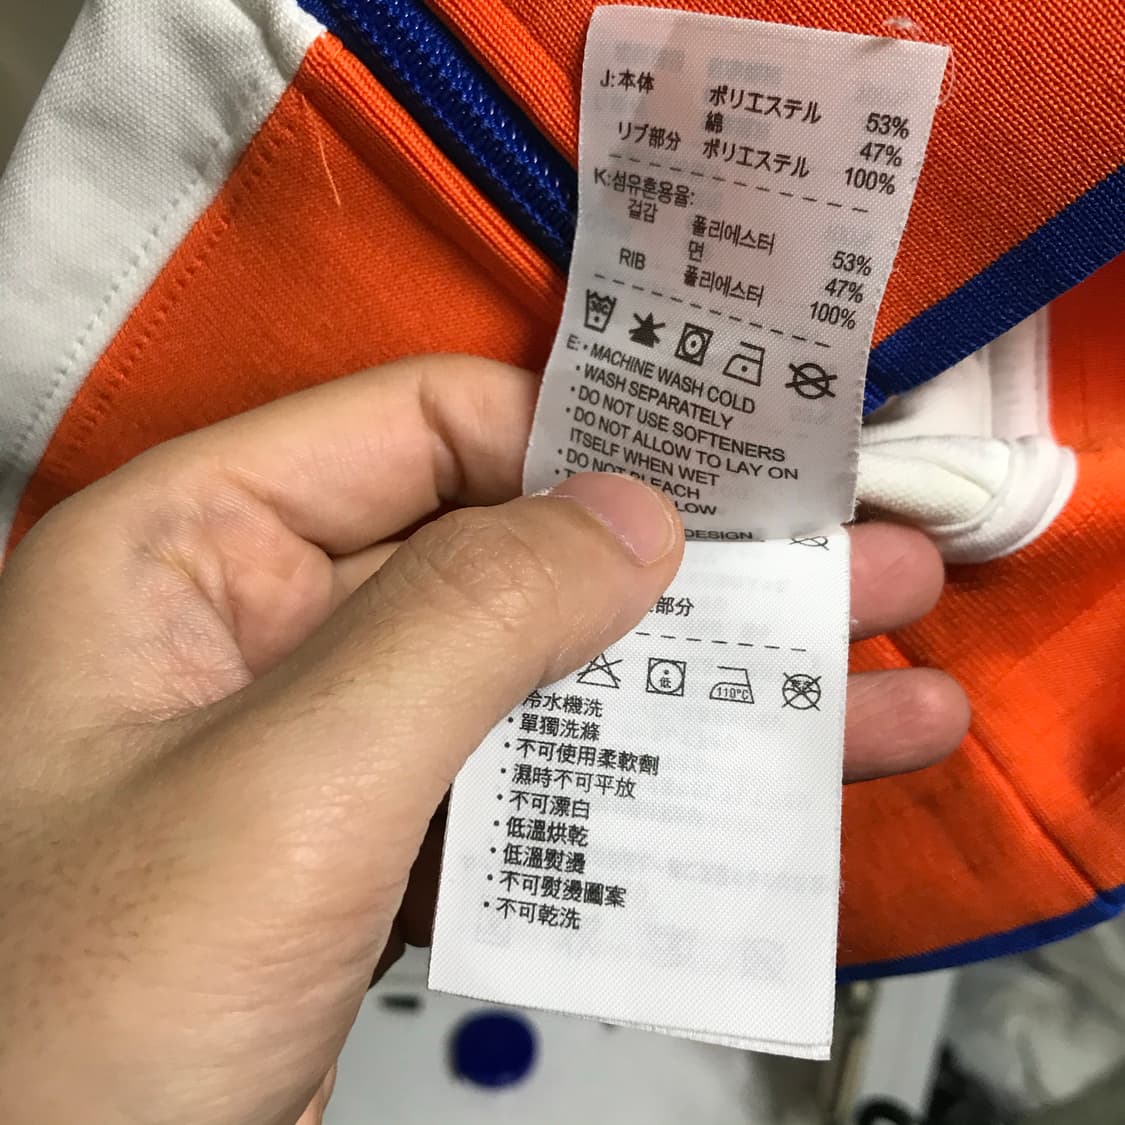 J:本体 ポリエステル 53%
綿 47%
リブ部分 ポリエステル 100%
K:섬유혼용율:
겉감 폴리에스터 53%
면 47%
RIB 폴리에스터 100%
30C
E:• MACHINE WASH COLD
• WASH SEPARATELY
• DO NOT USE SOFTENERS
• DO NOT ALLOW TO LAY ON
ITSELF WHEN WET
• DO NOT BLEACH
LOW
DESIGN
部分
低 110°C
冷水機洗
• 單獨洗滌
• 不可使用柔軟劑
• 濕時不可平放
• 不可漂白
• 低溫烘乾
• 低溫熨燙
• 不可熨燙圖案
• 不可乾洗